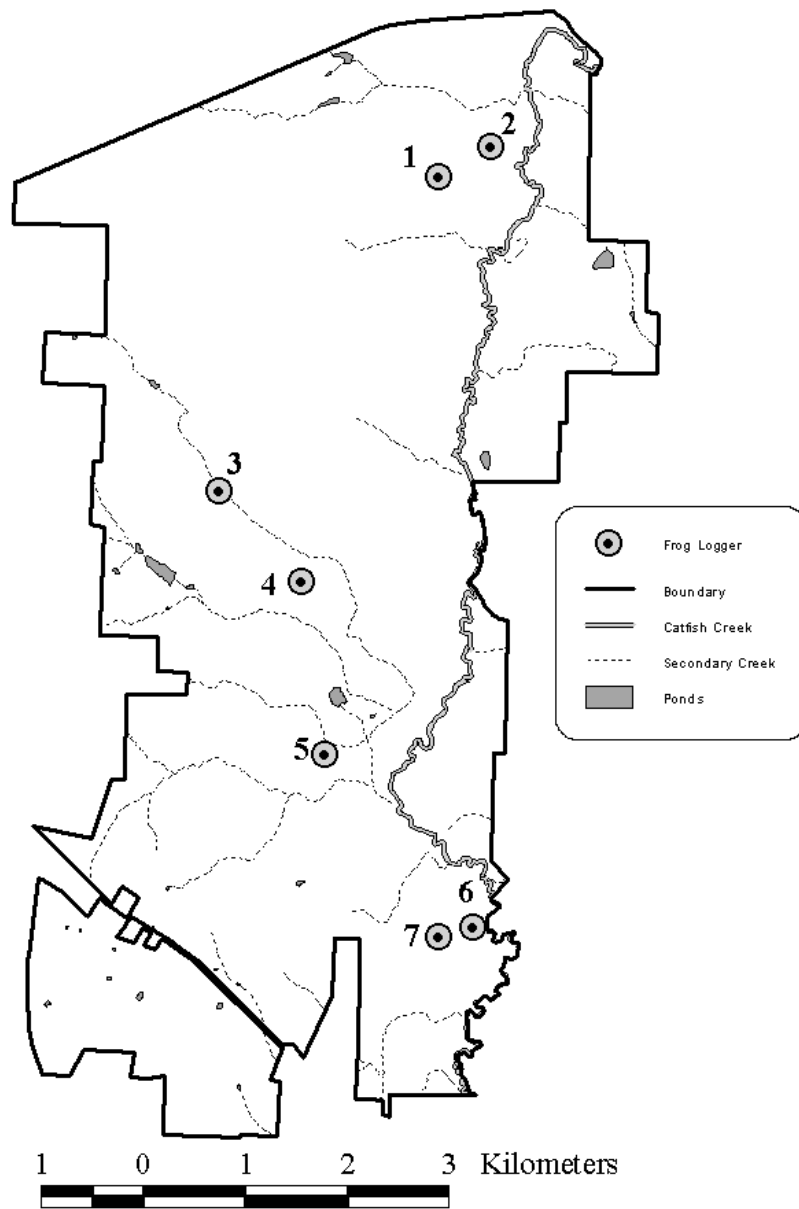 2
1
3
4
5
6
7
Frog Logger
Boundary
Catfish Creek
Secondary Creek
Ponds
1 0 1 2 3 Kilometers